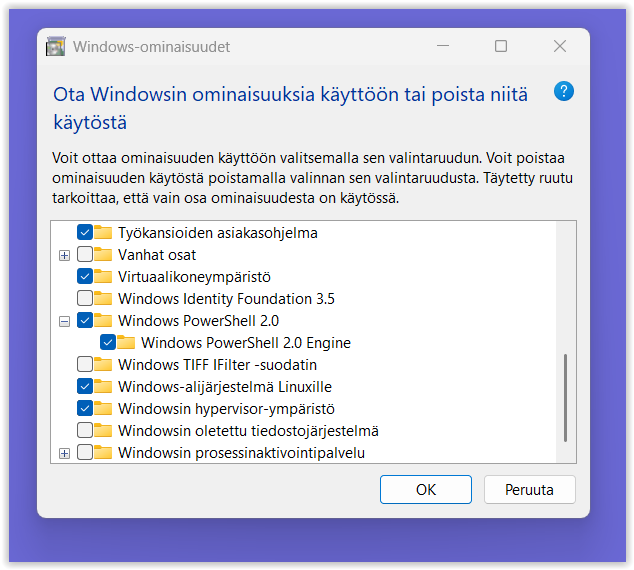 Windows-ominaisuudet
Ota Windowsin ominaisuuksia käyttöön tai poista niitä
käytöstä
?
Voit ottaa ominaisuuden käyttöön valitsemalla sen valintaruudun. Voit poistaa
ominaisuuden käytöstä poistamalla valinnan sen valintaruudusta. Täytetty ruutu
tarkoittaa, että vain osa ominaisuudesta on käytössä.
Työkansioiden asiakasohjelma
Vanhat osat
Virtuaalikoneympäristö
Windows Identity Foundation 3.5
Windows PowerShell 2.0
Windows PowerShell 2.0 Engine
Windows TIFF IFilter -suodatin
Windows-alijärjestelmä Linuxille
Windowsin hypervisor-ympäristö
Windowsin oletettu tiedostojärjestelmä
Windowsin prosessinaktivointipalvelu
OK Peruuta